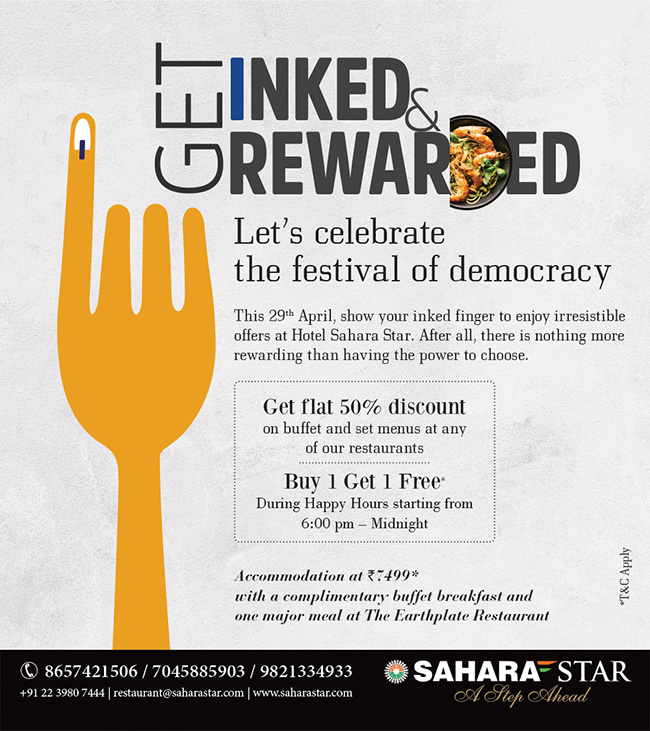 GET INKED &
REWARDED
Let's celebrate
the festival of democracy
This 29th April, show your inked finger to enjoy irresistible
offers at Hotel Sahara Star. After all, there is nothing more
rewarding than having the power to choose.
Get flat 50% discount
on buffet and set menus at any
of our restaurants
Buy 1 Get 1 Free*
During Happy Hours starting from
6:00 pm – Midnight
Accommodation at ₹7499*
with a complimentary buffet breakfast and
one major meal at The Earthplate Restaurant
*T&C Apply
8657421506 / 7045885903 / 9821334933
+91 22 3980 7444 | restaurant@saharastar.com | www.saharastar.com
SAHARA STAR
A Step Ahead